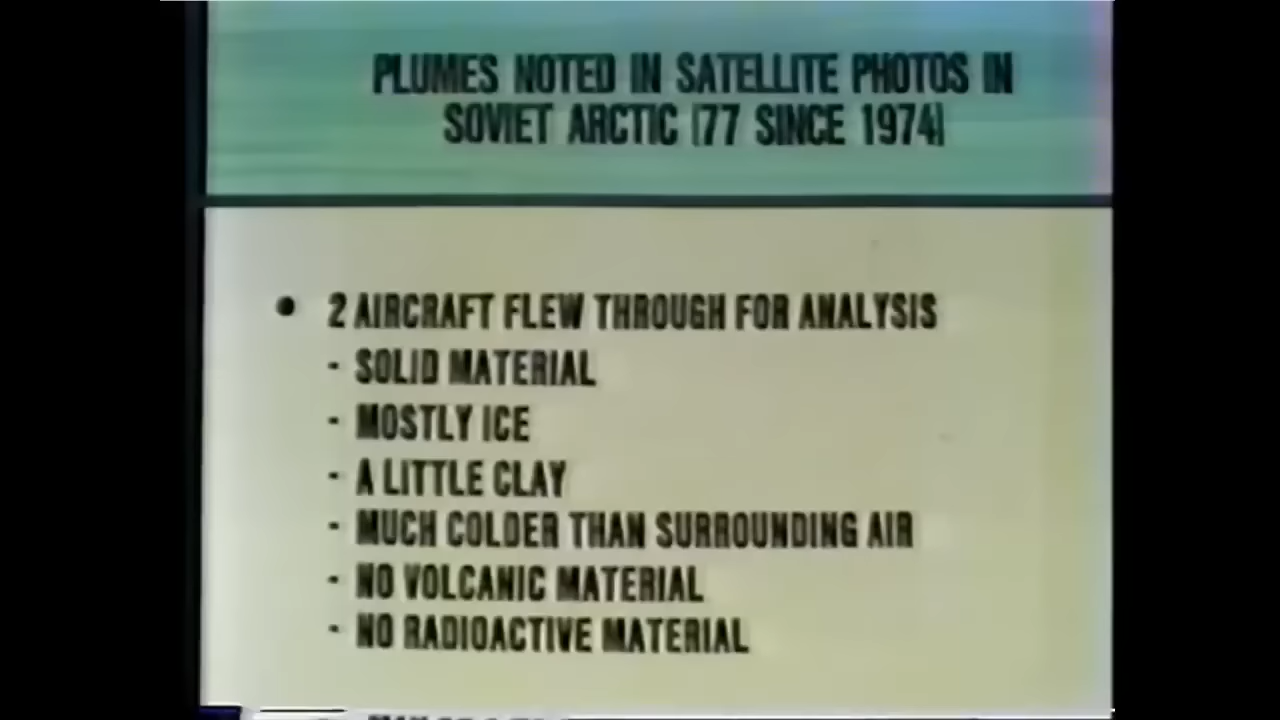 PLUMES NOTED IN SATELLITE PHOTOS IN
SOVIET ARCTIC (77 SINCE 1974)
• 2 AIRCRAFT FLEW THROUGH FOR ANALYSIS
- SOLID MATERIAL
- MOSTLY ICE
- A LITTLE CLAY
- MUCH COLDER THAN SURROUNDING AIR
- NO VOLCANIC MATERIAL
- NO RADIOACTIVE MATERIAL